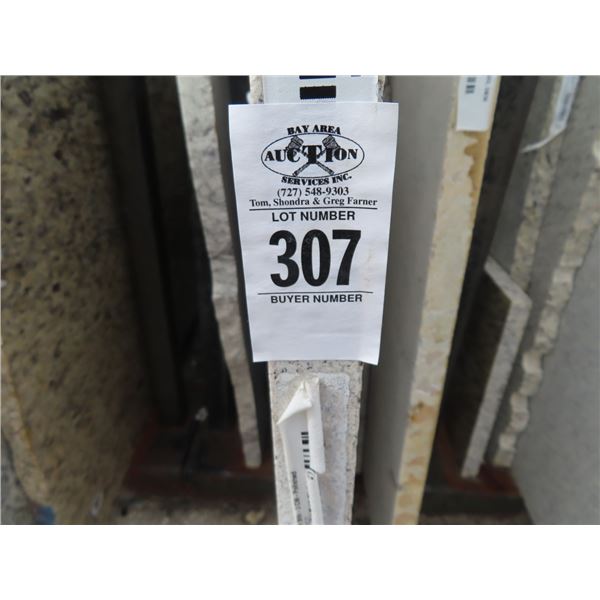 BAY AREA
AUCTION
SERVICES INC.
(727) 548-9303
Tom, Shondra & Greg Farner
LOT NUMBER
307
BUYER NUMBER